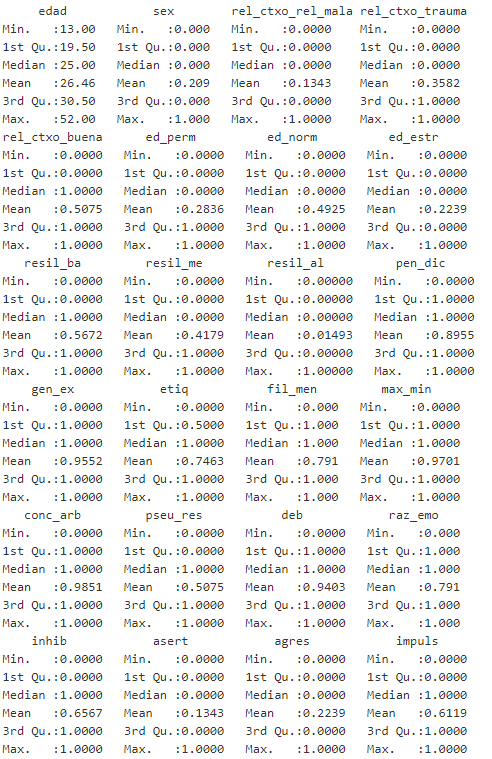 edad sex rel_ctxo_rel_mala rel_ctxo_trauma
Min. :13.00 Min. :0.000 Min. :0.0000 Min. :0.0000
1st Qu.:19.50 1st Qu.:0.000 1st Qu.:0.0000 1st Qu.:0.0000
Median :25.00 Median :0.000 Median :0.0000 Median :0.0000
Mean :26.46 Mean :0.209 Mean :0.1343 Mean :0.3582
3rd Qu.:30.50 3rd Qu.:0.000 3rd Qu.:0.0000 3rd Qu.:1.0000
Max. :52.00 Max. :1.000 Max. :1.0000 Max. :1.0000
rel_ctxo_buena ed_perm ed_norm ed_estr
Min. :0.0000 Min. :0.0000 Min. :0.0000 Min. :0.0000
1st Qu.:0.0000 1st Qu.:0.0000 1st Qu.:0.0000 1st Qu.:0.0000
Median :1.0000 Median :0.0000 Median :0.0000 Median :0.0000
Mean :0.5075 Mean :0.2836 Mean :0.4925 Mean :0.2239
3rd Qu.:1.0000 3rd Qu.:1.0000 3rd Qu.:1.0000 3rd Qu.:0.0000
Max. :1.0000 Max. :1.0000 Max. :1.0000 Max. :1.0000
resil_ba resil_me resil_al pen_dic
Min. :0.0000 Min. :0.0000 Min. :0.00000 Min. :0.0000
1st Qu.:0.0000 1st Qu.:0.0000 1st Qu.:0.00000 1st Qu.:1.0000
Median :1.0000 Median :0.0000 Median :0.00000 Median :1.0000
Mean :0.5672 Mean :0.4179 Mean :0.01493 Mean :0.8955
3rd Qu.:1.0000 3rd Qu.:1.0000 3rd Qu.:0.00000 3rd Qu.:1.0000
Max. :1.0000 Max. :1.0000 Max. :1.00000 Max. :1.0000
gen_ex etiq fil_men max_min
Min. :0.0000 Min. :0.0000 Min. :0.000 Min. :0.0000
1st Qu.:1.0000 1st Qu.:0.5000 1st Qu.:1.000 1st Qu.:1.0000
Median :1.0000 Median :1.0000 Median :1.000 Median :1.0000
Mean :0.9552 Mean :0.7463 Mean :0.791 Mean :0.9701
3rd Qu.:1.0000 3rd Qu.:1.0000 3rd Qu.:1.000 3rd Qu.:1.0000
Max. :1.0000 Max. :1.0000 Max. :1.000 Max. :1.0000
conc_arb pseu_res deb raz_emo
Min. :0.0000 Min. :0.0000 Min. :0.0000 Min. :0.000
1st Qu.:1.0000 1st Qu.:0.0000 1st Qu.:1.0000 1st Qu.:1.000
Median :1.0000 Median :1.0000 Median :1.0000 Median :1.000
Mean :0.9851 Mean :0.5075 Mean :0.9403 Mean :0.791
3rd Qu.:1.0000 3rd Qu.:1.0000 3rd Qu.:1.0000 3rd Qu.:1.000
Max. :1.0000 Max. :1.0000 Max. :1.0000 Max. :1.000
inhib asert agres impuls
Min. :0.0000 Min. :0.0000 Min. :0.0000 Min. :0.0000
1st Qu.:0.0000 1st Qu.:0.0000 1st Qu.:0.0000 1st Qu.:0.0000
Median :1.0000 Median :0.0000 Median :0.0000 Median :1.0000
Mean :0.6567 Mean :0.1343 Mean :0.2239 Mean :0.6119
3rd Qu.:1.0000 3rd Qu.:0.0000 3rd Qu.:0.0000 3rd Qu.:1.0000
Max. :1.0000 Max. :1.0000 Max. :1.0000 Max. :1.0000